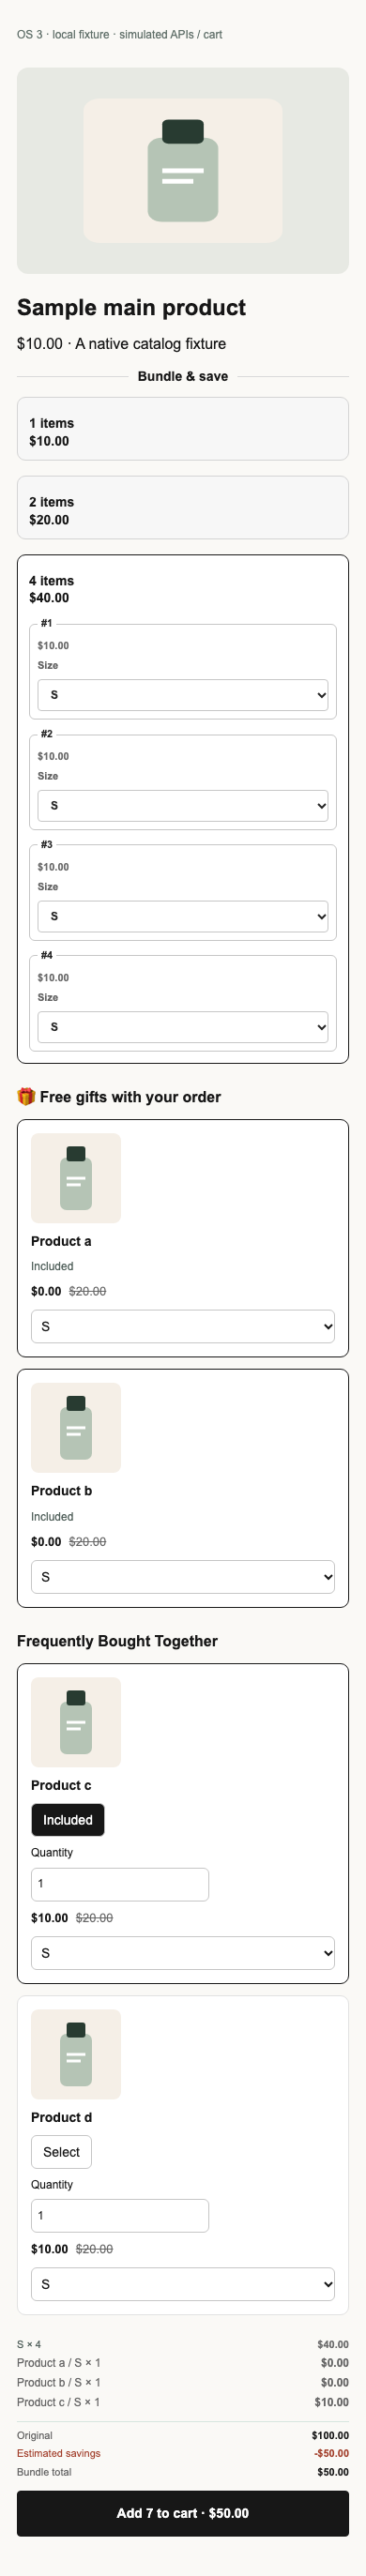 OS 3 · local fixture · simulated APIs / cart
Sample main product
$10.00 · A native catalog fixture
Bundle & save
1 items
$10.00
2 items
$20.00
4 items
$40.00
#1
$10.00
Size
S
#2
$10.00
Size
S
#3
$10.00
Size
S
#4
$10.00
Size
S
🎁 Free gifts with your order
Product a
Included
$0.00 $20.00
S
Product b
Included
$0.00 $20.00
S
Frequently Bought Together
Product c
Included
Quantity
1
$10.00 $20.00
S
Product d
Select
Quantity
1
$10.00 $20.00
S
S × 4 $40.00
Product a / S × 1 $0.00
Product b / S × 1 $0.00
Product c / S × 1 $10.00
Original $100.00
Estimated savings -$50.00
Bundle total $50.00
Add 7 to cart · $50.00